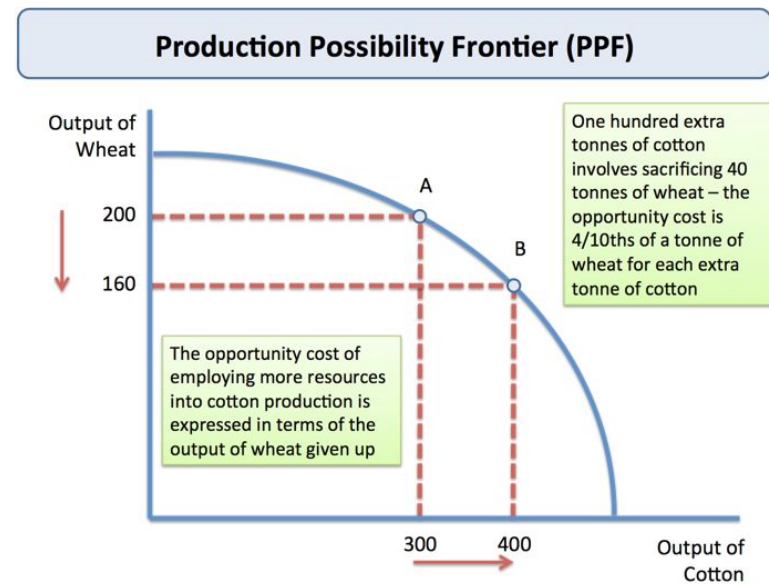 Production Possibility Frontier (PPF)
Output of
Wheat
200
160
A
B
One hundred extra
tonnes of cotton
involves sacrificing 40
tonnes of wheat – the
opportunity cost is
4/10ths of a tonne of
wheat for each extra
tonne of cotton
The opportunity cost of
employing more resources
into cotton production is
expressed in terms of the
output of wheat given up
300
400
Output of
Cotton